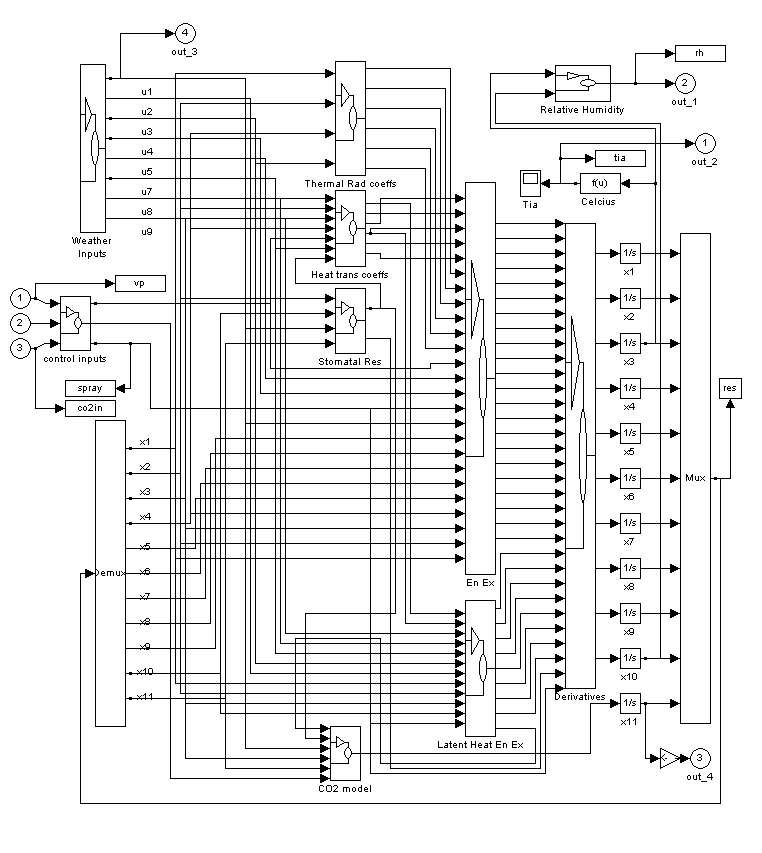 4
out_3
rh
2
out_1
Relative Humidity
u1
u2
u3
u4
u5
u7
u8
u9
Weather
Inputs
Thermal Rad coeffs
1
out_2
tia
f(u)
Tia
Celcius
Heat trans coeffs
vp
1
2
3
control inputs
Stomatal Res
spray
co2in
1/s
x1
1/s
x2
1/s
x3
1/s
x4
1/s
x5
1/s
x6
1/s
x7
1/s
x8
1/s
x9
1/s
x10
1/s
x11
Mux
res
x1
x2
x3
x4
x5
x6
x7
x8
x9
x10
x11
Demux
En Ex
Derivatives
Latent Heat En Ex
CO2 model
3
out_4